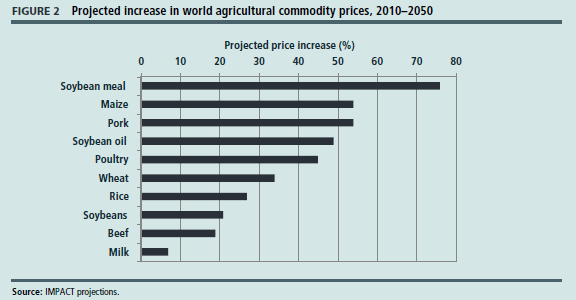 FIGURE 2 Projected increase in world agricultural commodity prices, 2010–2050
Projected price increase (%)
0 10 20 30 40 50 60 70 80
Soybean meal
Maize
Pork
Soybean oil
Poultry
Wheat
Rice
Soybeans
Beef
Milk
Source: IMPACT projections.